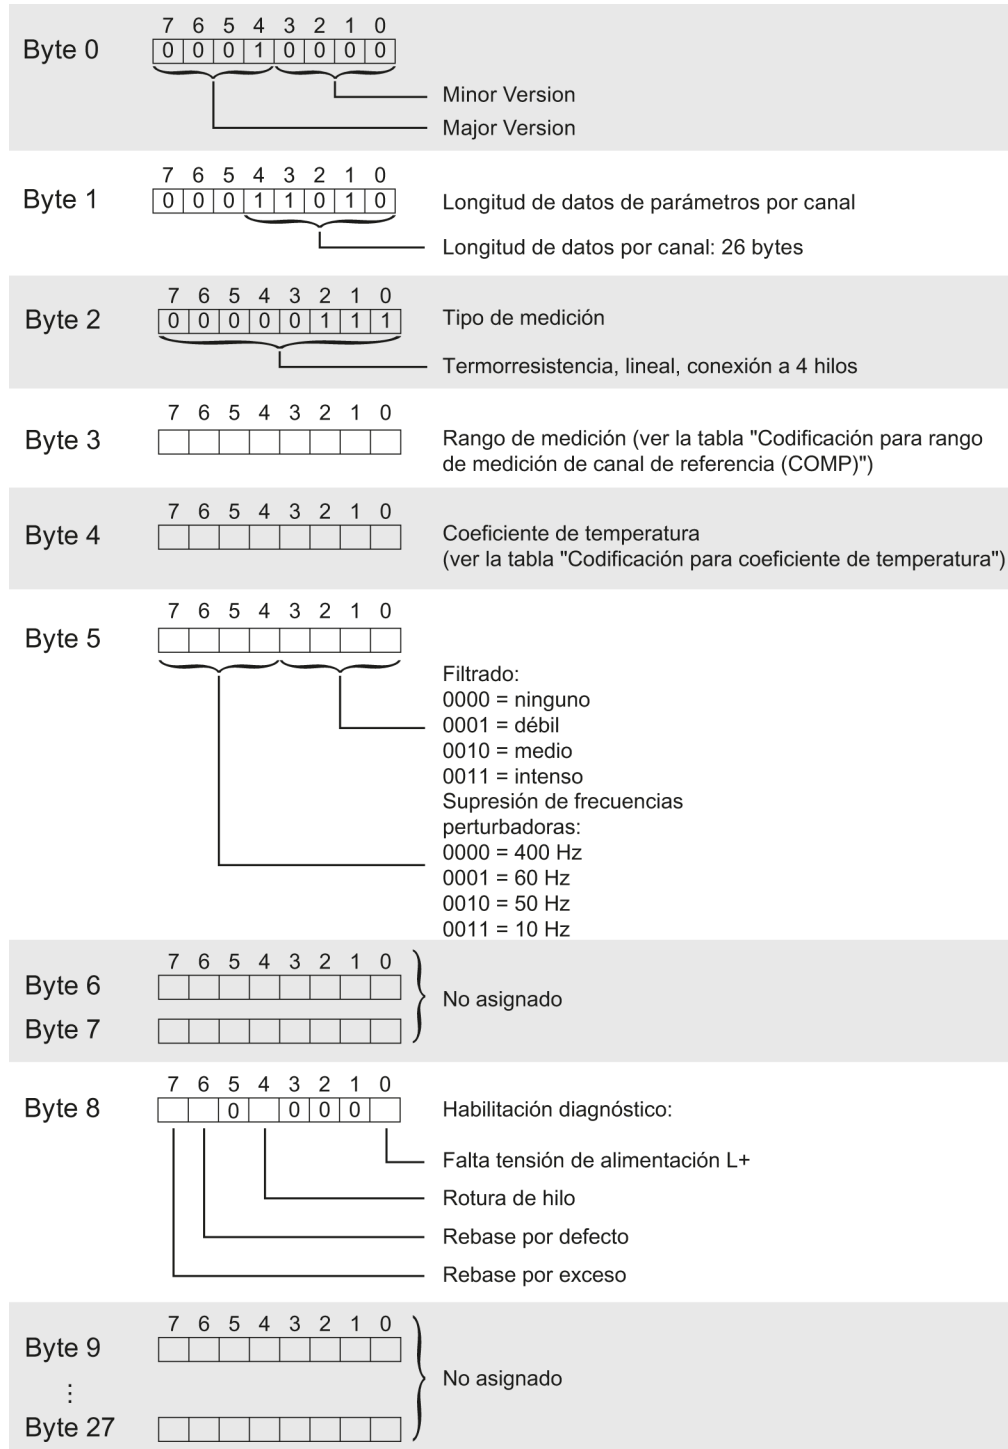 7 6 5 4 3 2 1 0
Byte 0
0 0 0 1 0 0 0 0
Minor Version
Major Version
7 6 5 4 3 2 1 0
Byte 1
0 0 0 1 1 0 1 0
Longitud de datos de parámetros por canal
Longitud de datos por canal: 26 bytes
7 6 5 4 3 2 1 0
Byte 2
0 0 0 0 0 1 1 1
Tipo de medición
Termorresistencia, lineal, conexión a 4 hilos
7 6 5 4 3 2 1 0
Byte 3
Rango de medición (ver la tabla "Codificación para rango
de medición de canal de referencia (COMP)")
7 6 5 4 3 2 1 0
Byte 4
Coeficiente de temperatura
(ver la tabla "Codificación para coeficiente de temperatura")
7 6 5 4 3 2 1 0
Byte 5
Filtrado:
0000 = ninguno
0001 = débil
0010 = medio
0011 = intenso
Supresión de frecuencias
perturbadoras:
0000 = 400 Hz
0001 = 60 Hz
0010 = 50 Hz
0011 = 10 Hz
7 6 5 4 3 2 1 0
Byte 6
No asignado
Byte 7
7 6 5 4 3 2 1 0
Byte 8
0 0 0 0
Habilitación diagnóstico:
Falta tensión de alimentación L+
Rotura de hilo
Rebase por defecto
Rebase por exceso
7 6 5 4 3 2 1 0
Byte 9
No asignado
⋮
Byte 27